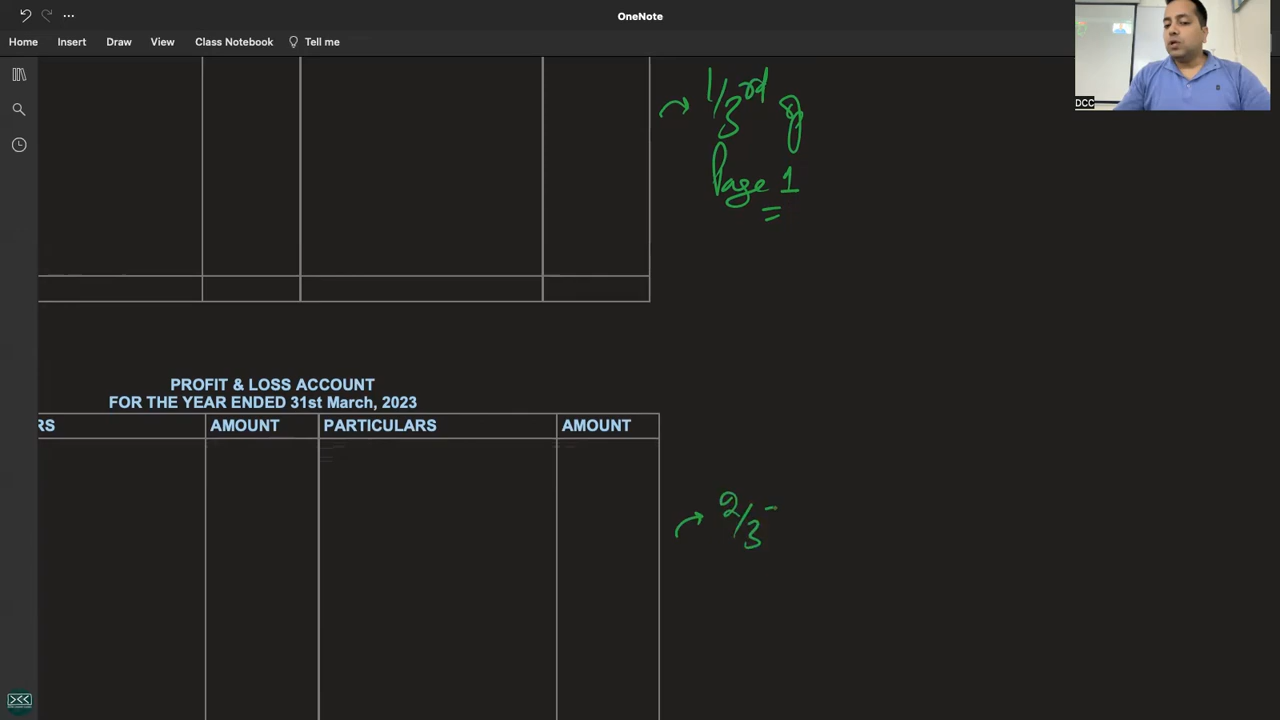 OneNote
Home Insert Draw View Class Notebook Tell me
DCC
1/3rd of
Page 1
PROFIT & LOSS ACCOUNT
FOR THE YEAR ENDED 31st March, 2023
RS AMOUNT PARTICULARS AMOUNT
2/3